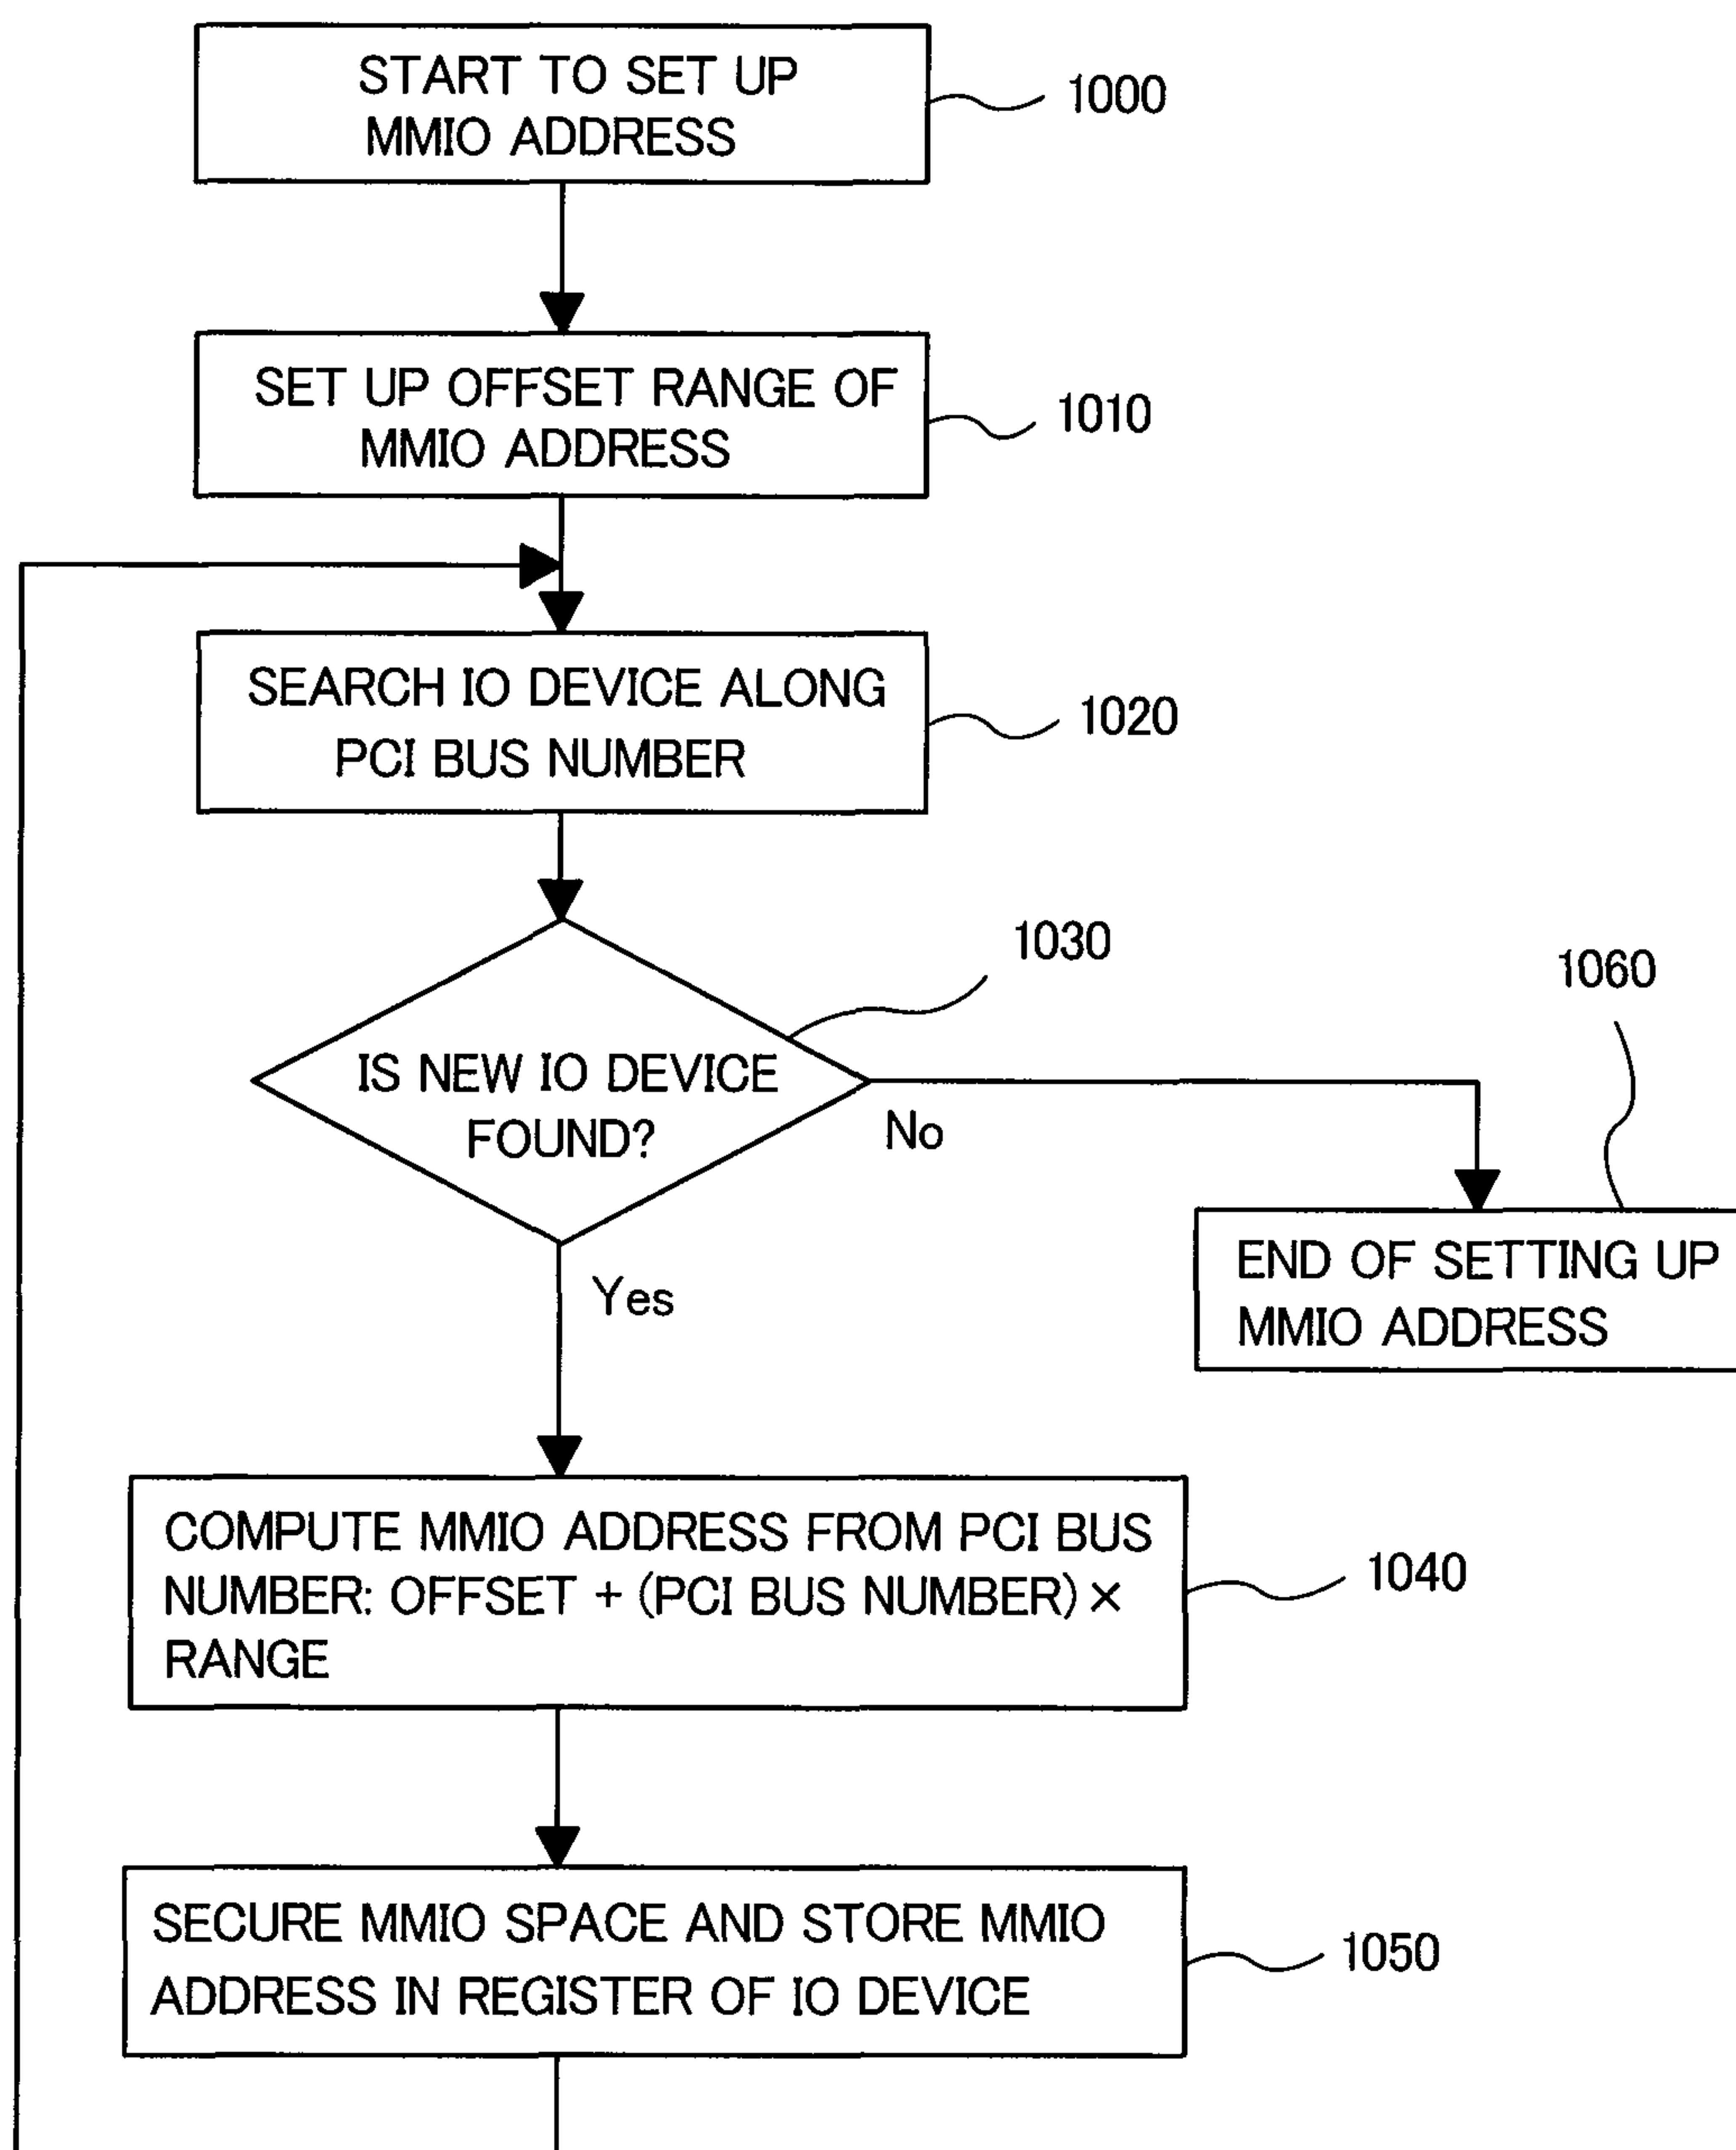 START TO SET UP
MMIO ADDRESS
1000
SET UP OFFSET RANGE OF
MMIO ADDRESS
1010
SEARCH IO DEVICE ALONG
PCI BUS NUMBER
1020
IS NEW IO DEVICE
FOUND?
1030
No
1060
END OF SETTING UP
MMIO ADDRESS
Yes
COMPUTE MMIO ADDRESS FROM PCI BUS
NUMBER: OFFSET + (PCI BUS NUMBER) ×
RANGE
1040
SECURE MMIO SPACE AND STORE MMIO
ADDRESS IN REGISTER OF IO DEVICE
1050